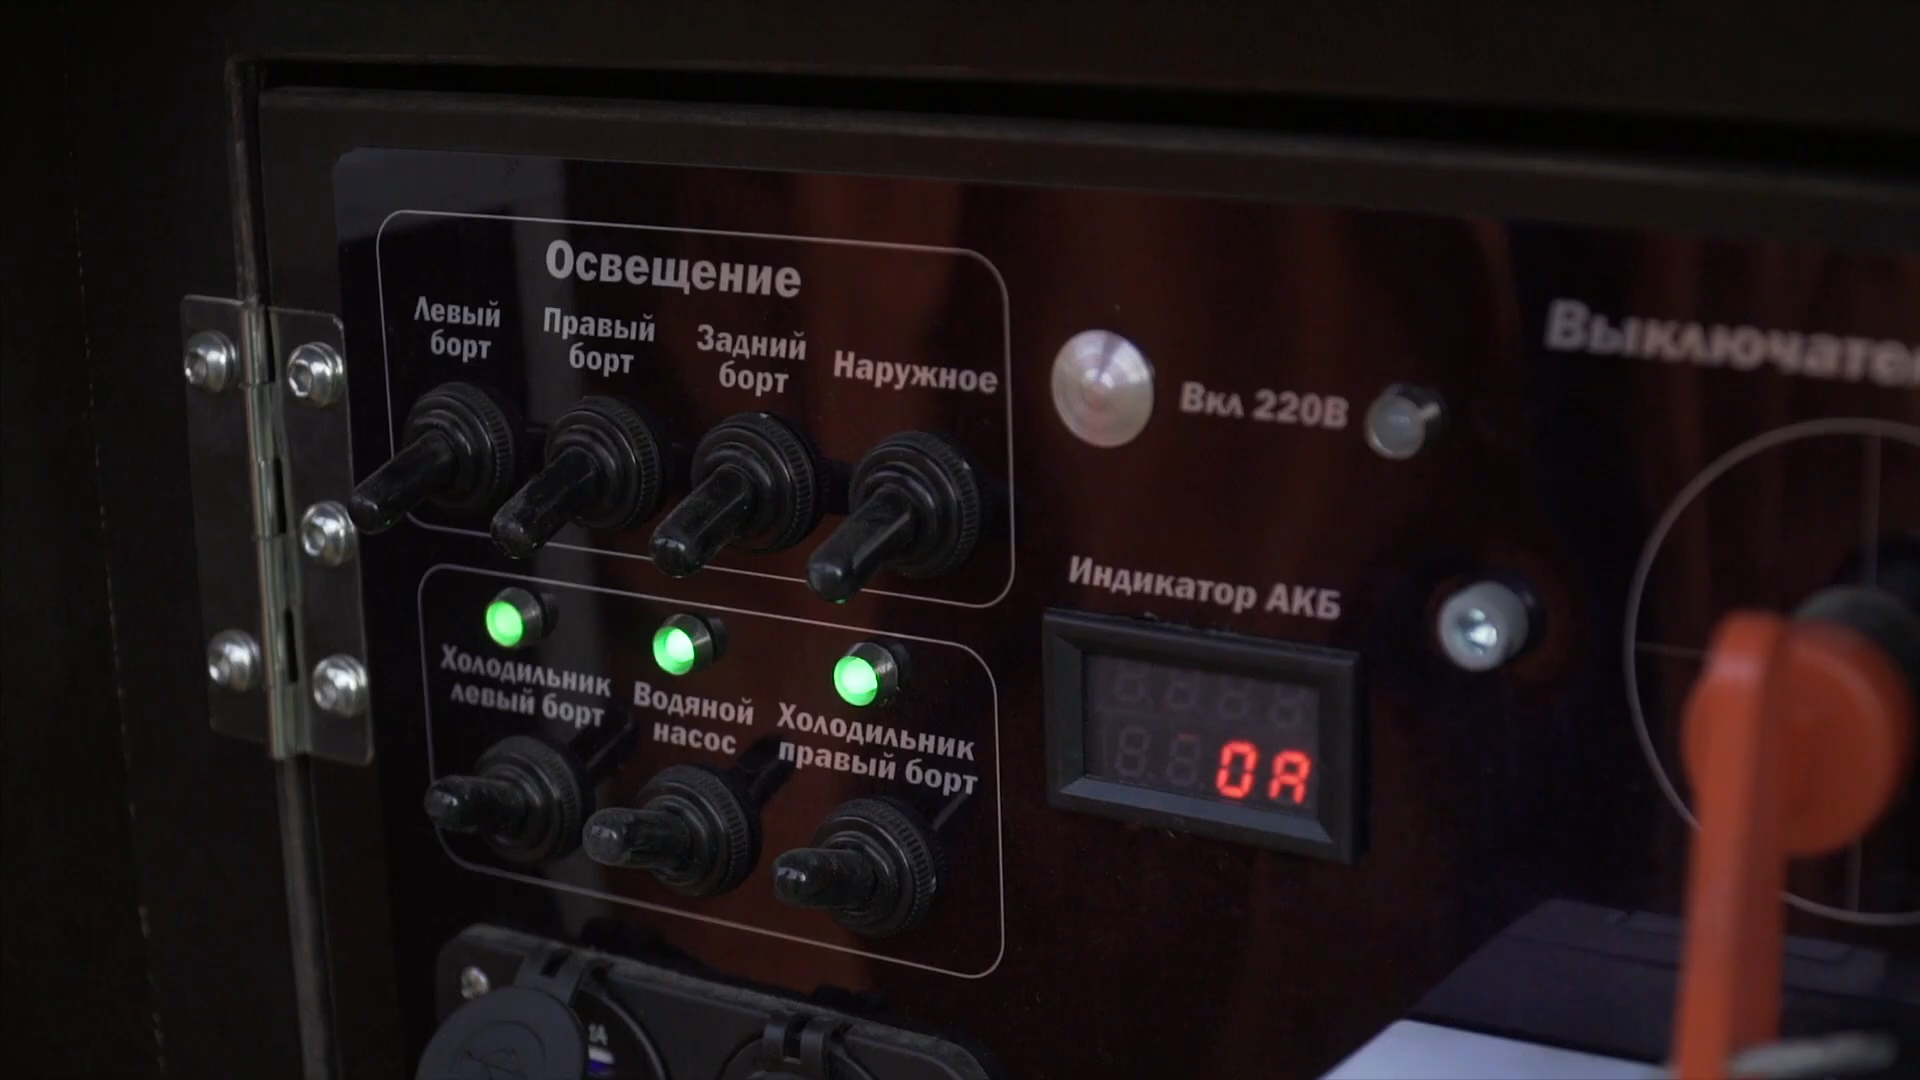 Освещение
Левый
борт
Правый
борт
Задний
борт
Наружное
Вкл 220В
Индикатор АКБ
0A
Холодильник
левый борт
Водяной
насос
Холодильник
правый борт